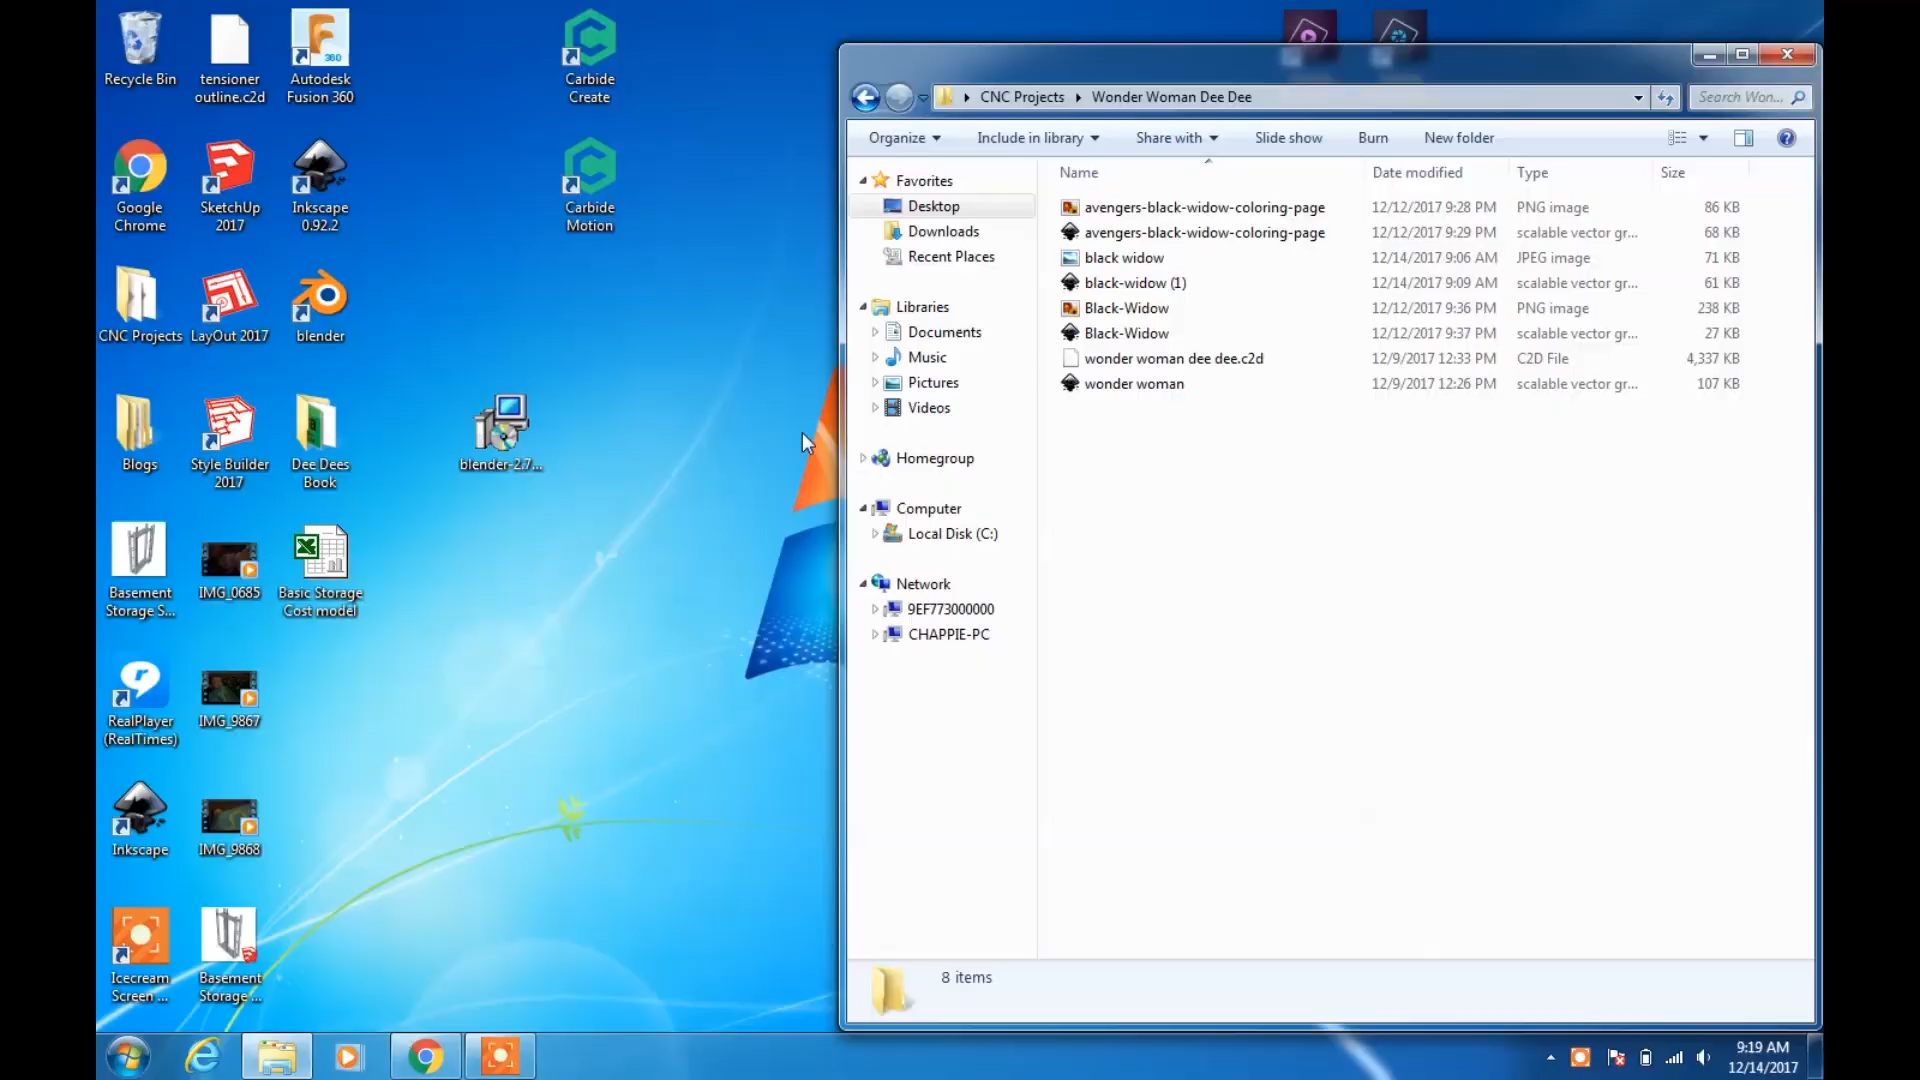 Recycle Bin
tensioner
outline.c2d
Autodesk
Fusion 360
360
Carbide
Create
Google
Chrome
SketchUp
2017
Inkscape
0.92.2
Carbide
Motion
CNC Projects
LayOut 2017
blender
Blogs
Style Builder
2017
Dee Dees
Book
blender-2.7...
Basement
Storage S...
IMG_0685
Basic Storage
Cost model
RealPlayer
(RealTimes)
IMG_9867
Inkscape
IMG_9868
Icecream
Screen ...
Basement
Storage ...
CNC Projects Wonder Woman Dee Dee
Search Won...
Organize Include in library Share with Slide show Burn New folder
Favorites
Desktop
Downloads
Recent Places
Libraries
Documents
Music
Pictures
Videos
Homegroup
Computer
Local Disk (C:)
Network
9EF773000000
CHAPPIE-PC
Name Date modified Type Size
avengers-black-widow-coloring-page 12/12/2017 9:28 PM PNG image 86 KB
avengers-black-widow-coloring-page 12/12/2017 9:29 PM scalable vector gr... 68 KB
black widow 12/14/2017 9:06 AM JPEG image 71 KB
black-widow (1) 12/14/2017 9:09 AM scalable vector gr... 61 KB
Black-Widow 12/12/2017 9:36 PM PNG image 238 KB
Black-Widow 12/12/2017 9:37 PM scalable vector gr... 27 KB
wonder woman dee dee.c2d 12/9/2017 12:33 PM C2D File 4,337 KB
wonder woman 12/9/2017 12:26 PM scalable vector gr... 107 KB
8 items
9:19 AM
12/14/2017